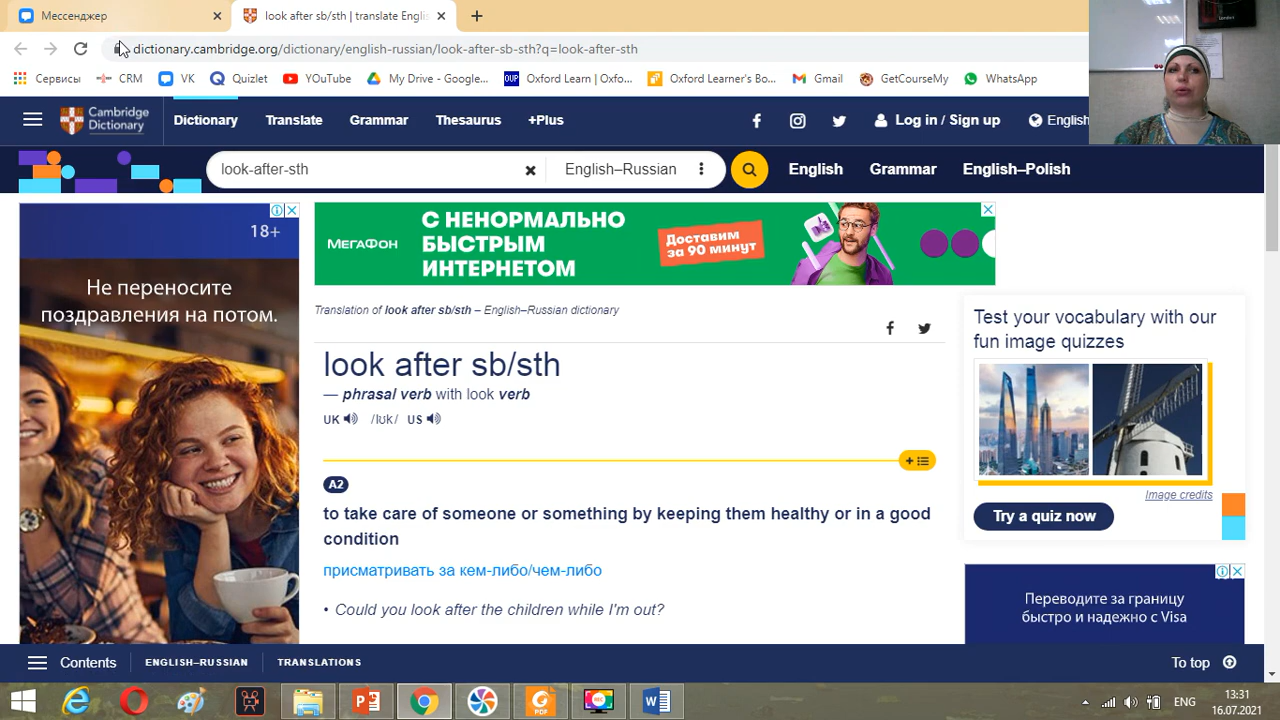 Мессенджер
look after sb/sth | translate Englis
dictionary.cambridge.org/dictionary/english-russian/look-after-sb-sth?q=look-after-sth
Сервисы CRM VK Quizlet YouTube My Drive - Google... Oxford Learn | Oxfo... Oxford Learner's Bo... Gmail GetCourseMy WhatsApp
Cambridge
Dictionary
Dictionary Translate Grammar Thesaurus +Plus Log in / Sign up English
look-after-sth English–Russian English Grammar English–Polish
18+
Не переносите
поздравления на потом.
МЕГАФОН
С НЕНОРМАЛЬНО
БЫСТРЫМ
ИНТЕРНЕТОМ
Доставим
за 90 минут
Translation of look after sb/sth – English–Russian dictionary
look after sb/sth
— phrasal verb with look verb
UK /lʊk/ US
A2
to take care of someone or something by keeping them healthy or in a good
condition
присматривать за кем-либо/чем-либо
• Could you look after the children while I'm out?
Test your vocabulary with our
fun image quizzes
Image credits
Try a quiz now
Переводите за границу
быстро и надежно с Visa
Contents ENGLISH–RUSSIAN TRANSLATIONS To top
PDF
ENG
13:31
16.07.2021